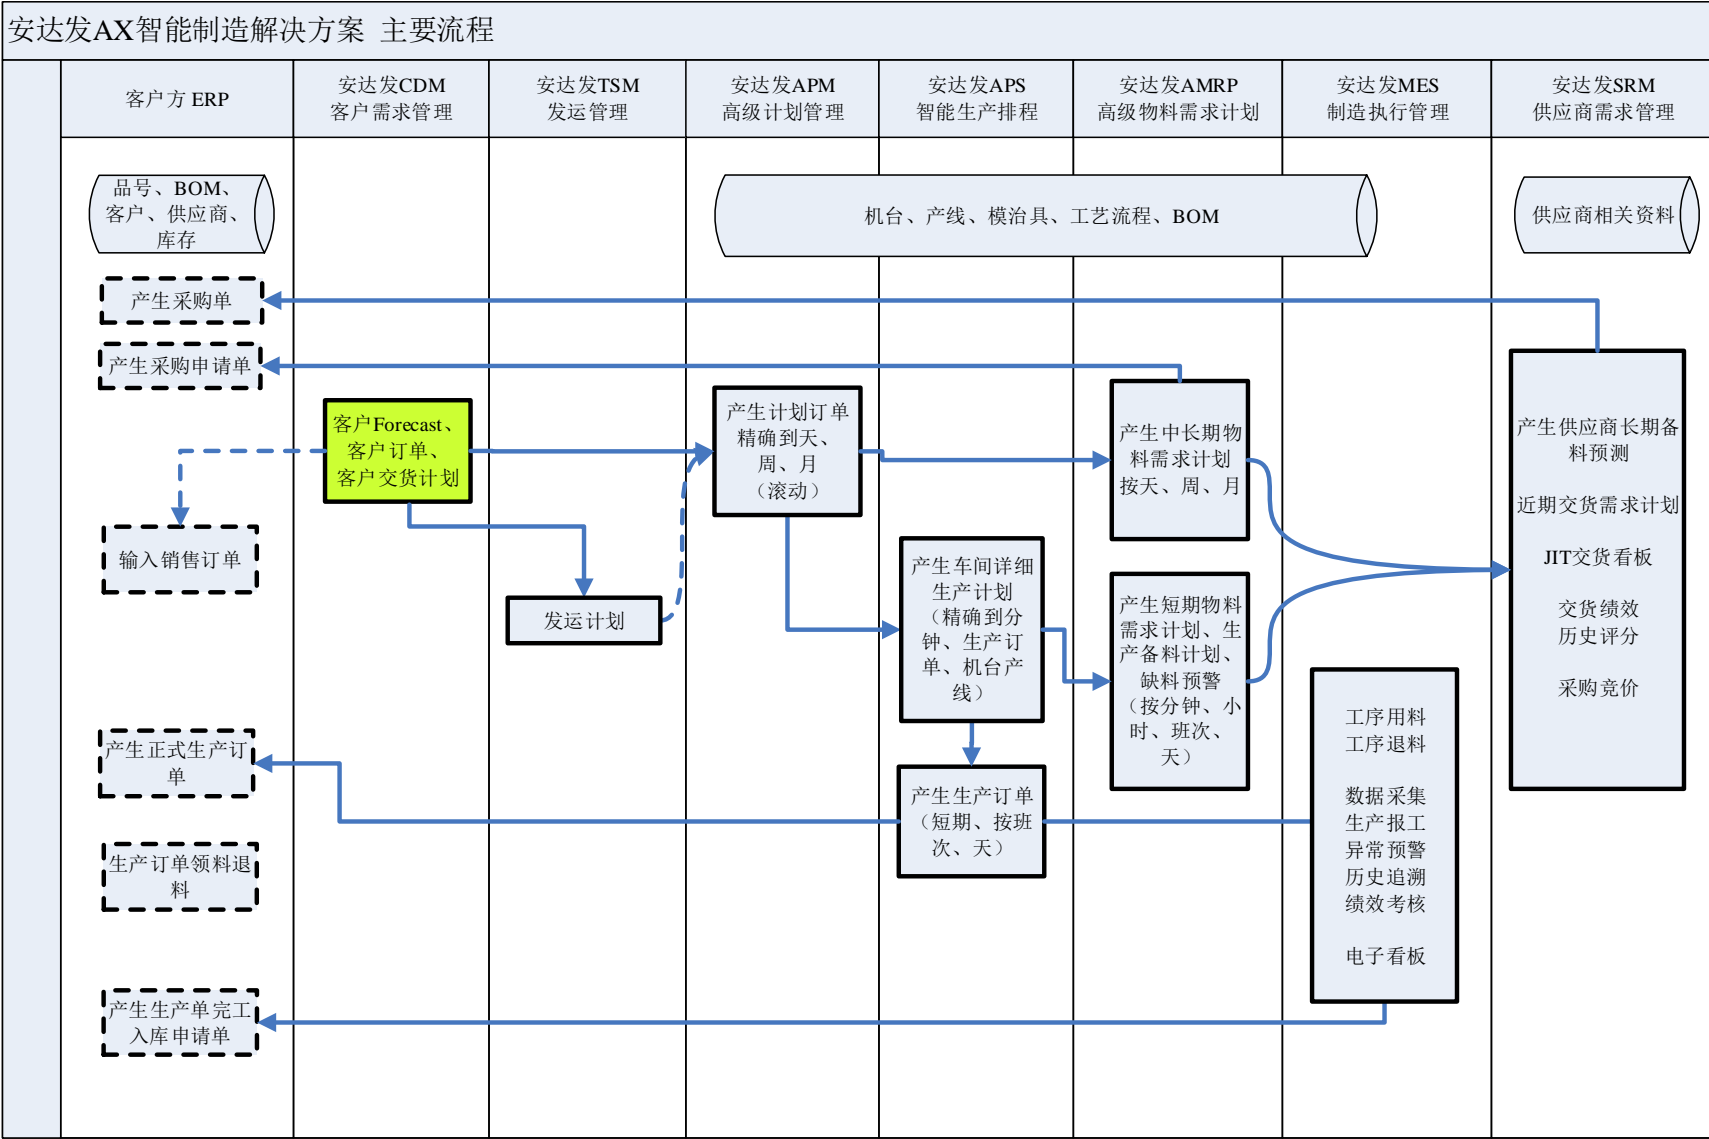 安达发AX智能制造解决方案 主要流程
客户方 ERP
安达发CDM
客户需求管理
安达发TSM
发运管理
安达发APM
高级计划管理
安达发APS
智能生产排程
安达发AMRP
高级物料需求计划
安达发MES
制造执行管理
安达发SRM
供应商需求管理
品号、BOM、
客户、供应商、
库存
机台、产线、模治具、工艺流程、BOM
供应商相关资料
产生采购单
产生采购申请单
客户Forecast、
客户订单、
客户交货计划
输入销售订单
发运计划
产生计划订单
精确到天、
周、月
（滚动）
产生车间详细
生产计划
（精确到分
钟、生产订
单、机台产
线）
产生中长期物
料需求计划
按天、周、月
产生短期物料
需求计划、生
产备料计划、
缺料预警
（按分钟、小
时、班次、
天）
产生供应商长期备
料预测
近期交货需求计划
JIT交货看板
交货绩效
历史评分
采购竞价
产生正式生产订
单
产生生产订单
（短期、按班
次、天）
工序用料
工序退料
数据采集
生产报工
异常预警
历史追溯
绩效考核
电子看板
生产订单领料退
料
产生生产单完工
入库申请单